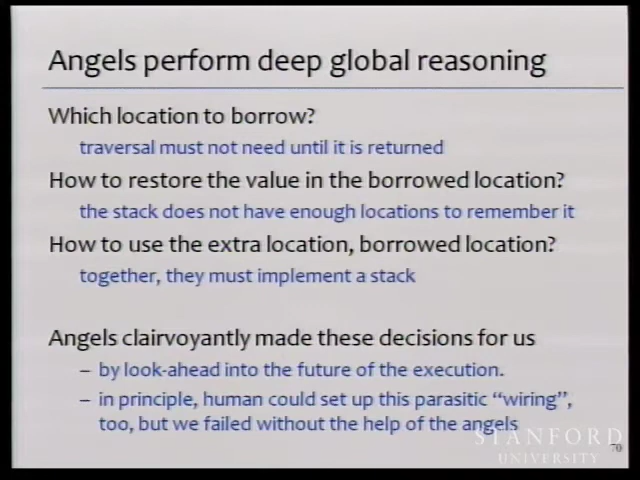 Angels perform deep global reasoning
Which location to borrow?
traversal must not need until it is returned
How to restore the value in the borrowed location?
the stack does not have enough locations to remember it
How to use the extra location, borrowed location?
together, they must implement a stack
Angels clairvoyantly made these decisions for us
– by look-ahead into the future of the execution.
– in principle, human could set up this parasitic “wiring”,
too, but we failed without the help of the angels
STANFORD
UNIVERSITY
70